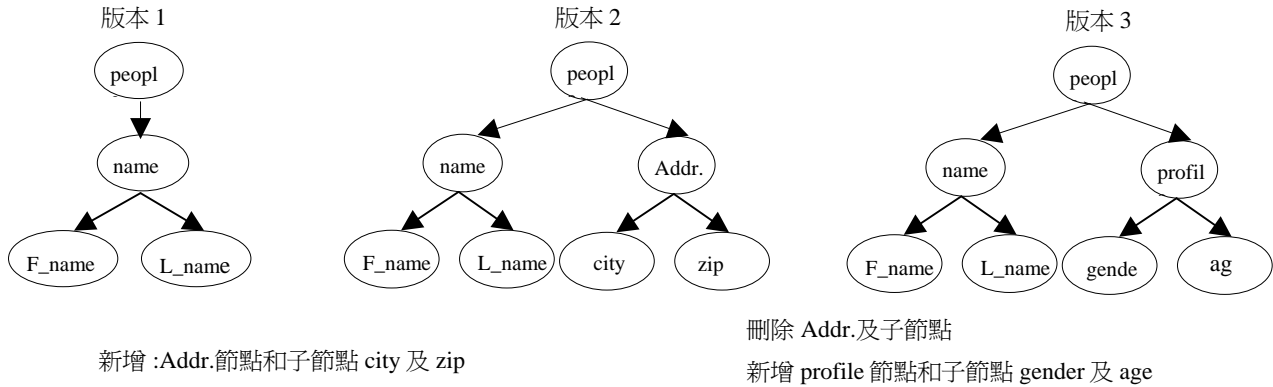 版本 1
版本 2
版本 3
peopl
peopl
peopl
name
name
Addr.
name
profil
F_name
L_name
F_name
L_name
city
zip
F_name
L_name
gende
ag
新增 :Addr.節點和子節點 city 及 zip
刪除 Addr.及子節點
新增 profile 節點和子節點 gender 及 age